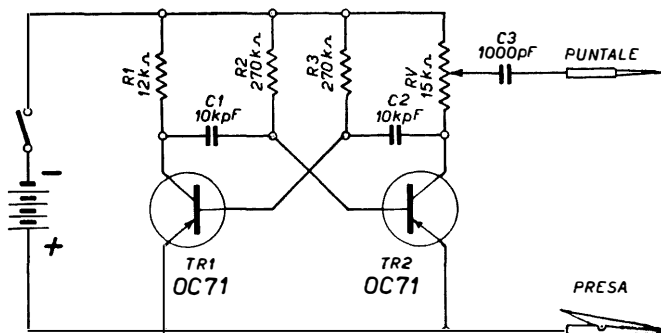 R1
12kΩ
C1
10kpF
R2
270kΩ
R3
270kΩ
C2
10kpF
RV
15kΩ
C3
1000pF
PUNTALE
-
+
TR1
OC71
TR2
OC71
PRESA